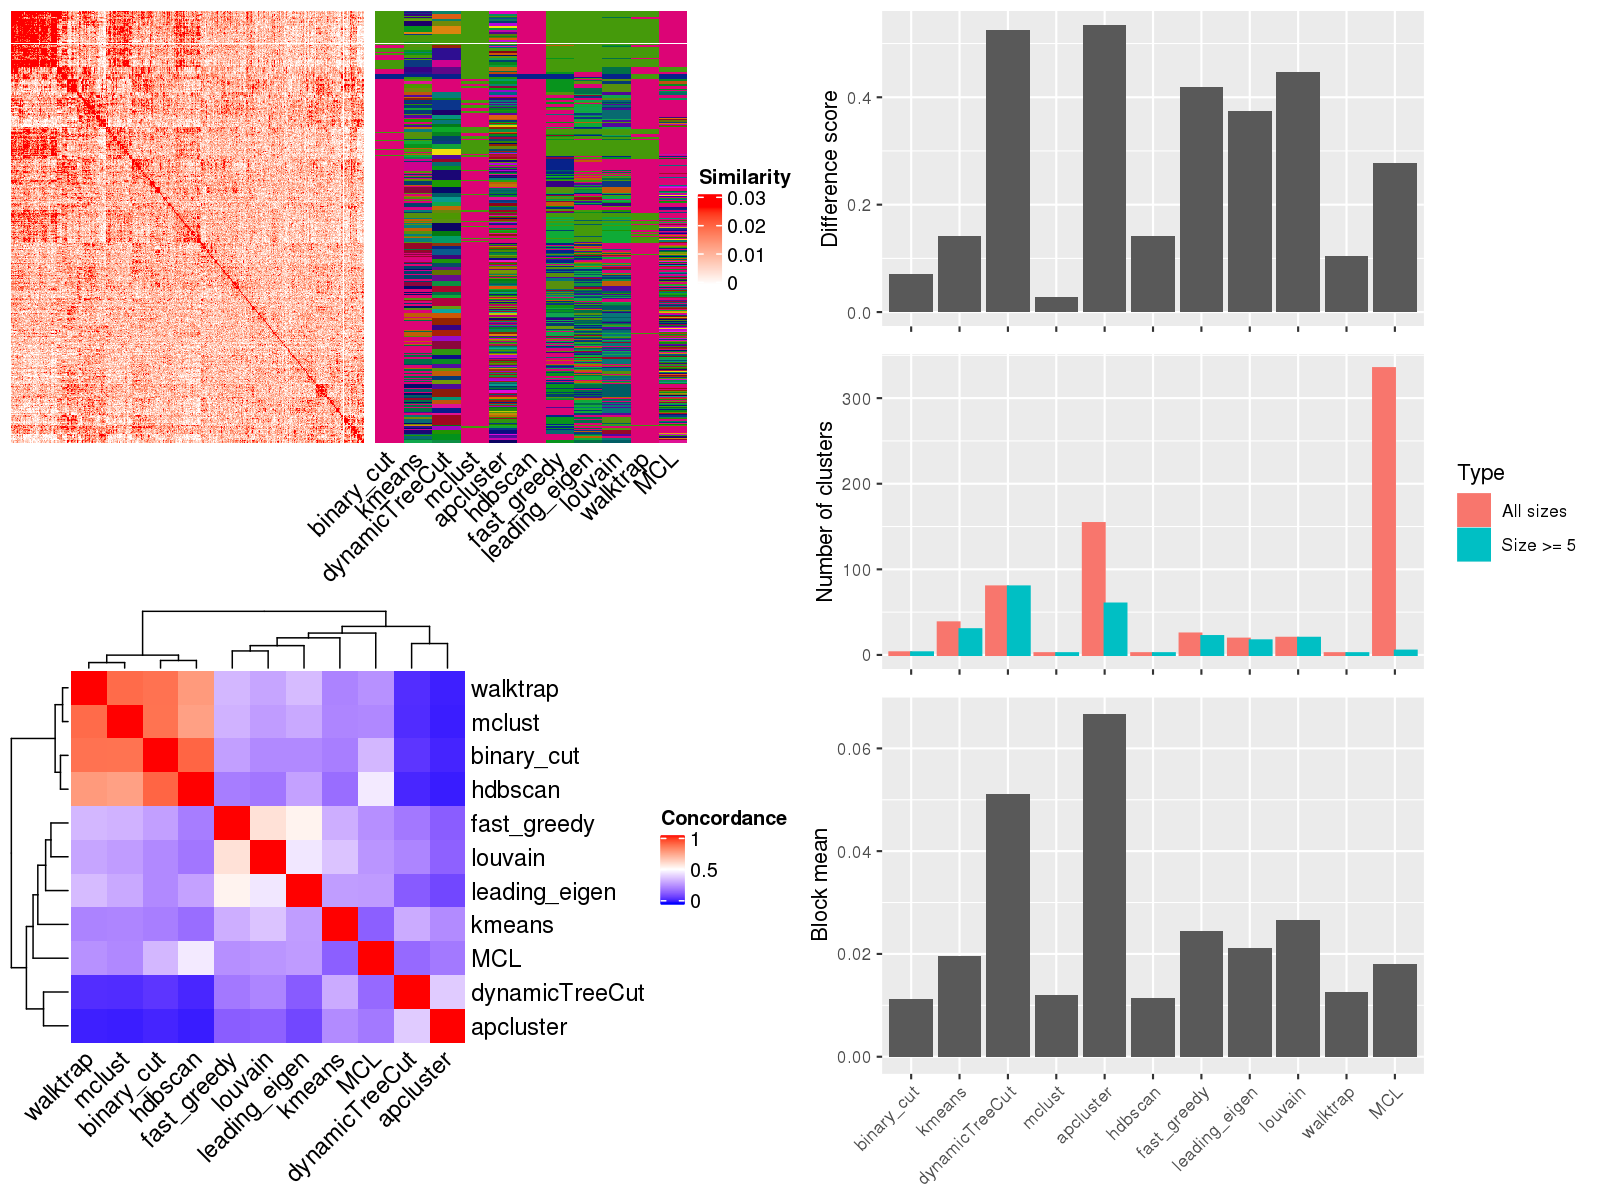 Similarity
0.03
0.02
0.01
0
binary_cut
kmeans
dynamicTreeCut
mclust
apcluster
hdbscan
fast_greedy
leading_eigen
louvain
walktrap
MCL
walktrap
mclust
binary_cut
hdbscan
fast_greedy
louvain
leading_eigen
kmeans
MCL
dynamicTreeCut
apcluster
Concordance
1
0.5
0
walktrap
mclust
binary_cut
hdbscan
fast_greedy
louvain
leading_eigen
kmeans
MCL
dynamicTreeCut
apcluster
Difference score
0.4
0.2
0.0
Number of clusters
300
200
100
0
Type
All sizes
Size >= 5
Block mean
0.06
0.04
0.02
0.00
binary_cut
kmeans
dynamicTreeCut
mclust
apcluster
hdbscan
fast_greedy
leading_eigen
louvain
walktrap
MCL